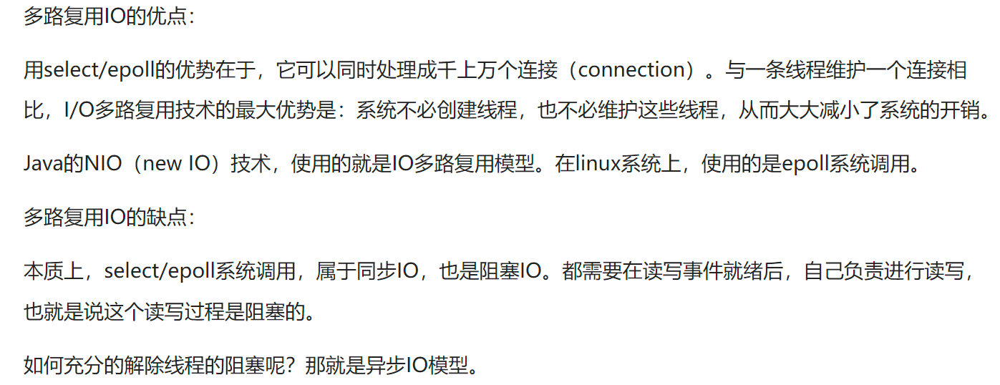 多路复用IO的优点：
用select/epoll的优势在于，它可以同时处理成千上万个连接（connection）。与一条线程维护一个连接相
比，I/O多路复用技术的最大优势是：系统不必创建线程，也不必维护这些线程，从而大大减小了系统的开销。
Java的NIO（new IO）技术，使用的就是IO多路复用模型。在linux系统上，使用的是epoll系统调用。
多路复用IO的缺点：
本质上，select/epoll系统调用，属于同步IO，也是阻塞IO。都需要在读写事件就绪后，自己负责进行读写，
也就是说这个读写过程是阻塞的。
如何充分的解除线程的阻塞呢？那就是异步IO模型。